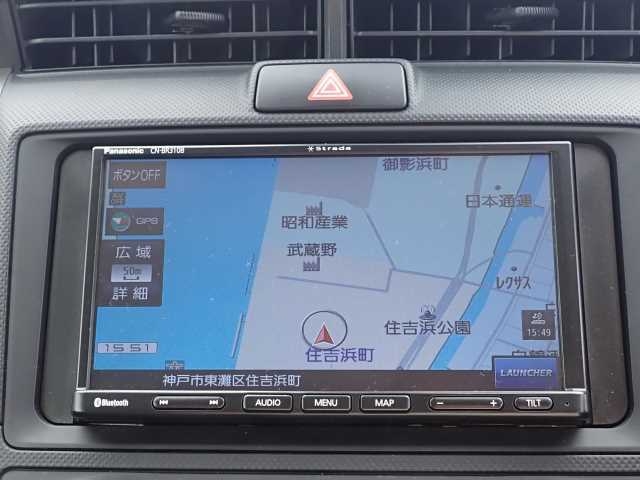 Panasonic CN-B310B
Strada
ボタンOFF
御影浜町
日本通運
GPS
昭和産業
広域
武蔵野
50m
詳細
レクサス
住吉浜公園
15:49
15:51
住吉浜町
LAUNCHER
神戸市東灘区住吉浜町
Bluetooth
AUDIO
MENU
MAP
−
+
TILT